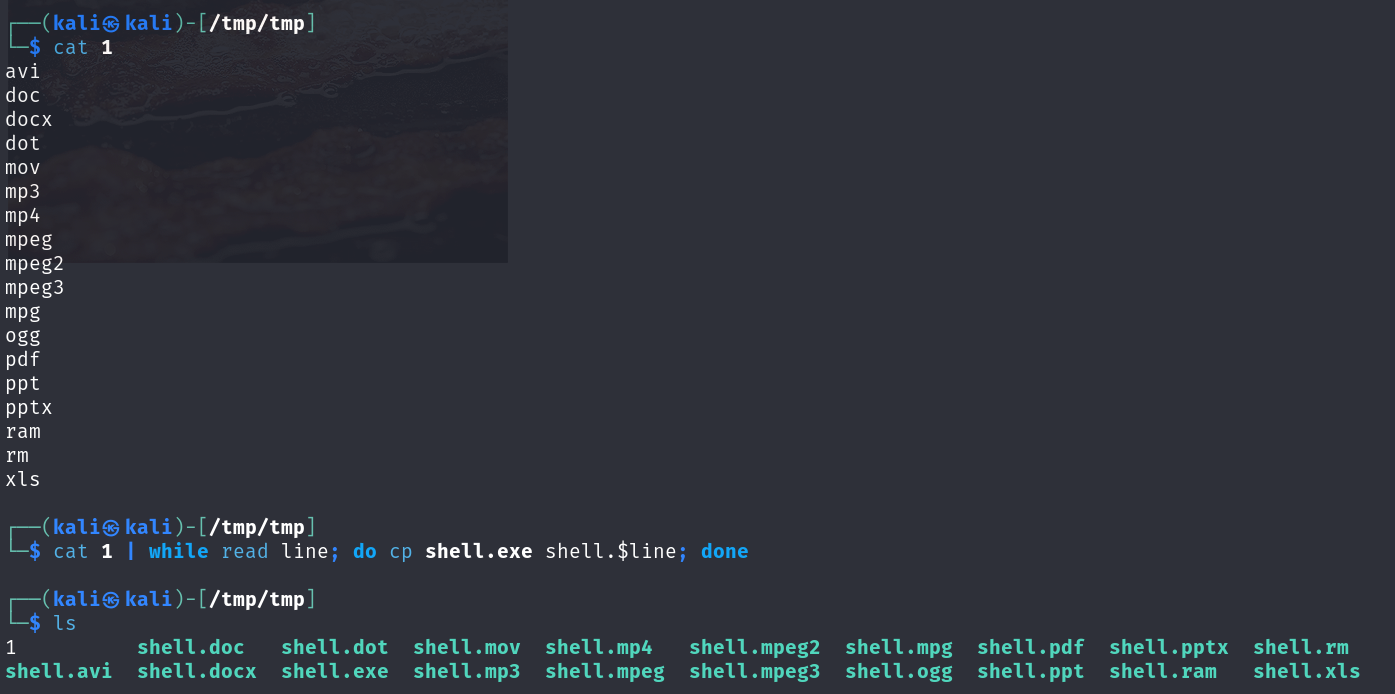 ┌──(kali㉿kali)-[/tmp/tmp]
└─$ cat 1
avi
doc
docx
dot
mov
mp3
mp4
mpeg
mpeg2
mpeg3
mpg
ogg
pdf
ppt
pptx
ram
rm
xls
┌──(kali㉿kali)-[/tmp/tmp]
└─$ cat 1 | while read line; do cp shell.exe shell.$line; done
┌──(kali㉿kali)-[/tmp/tmp]
└─$ ls
1 shell.doc shell.dot shell.mov shell.mp4 shell.mpeg2 shell.mpg shell.pdf shell.pptx shell.rm
shell.avi shell.docx shell.exe shell.mp3 shell.mpeg shell.mpeg3 shell.ogg shell.ppt shell.ram shell.xls